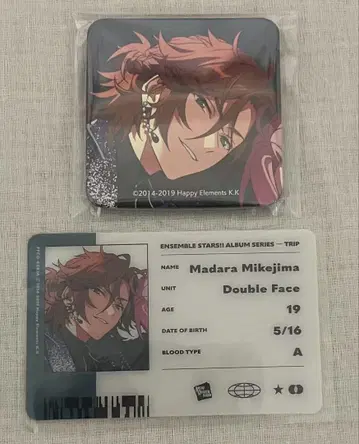 ©2014-2019 Happy Elements K.K
ENSEMBLE STARS!! ALBUM SERIES — TRIP
NAME Madara Mikejima
UNIT Double Face
AGE 19
DATE OF BIRTH 5/16
BLOOD TYPE A